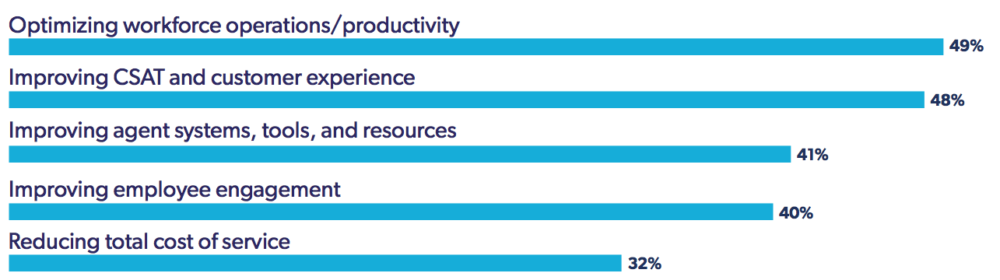 Optimizing workforce operations/productivity
49%
Improving CSAT and customer experience
48%
Improving agent systems, tools, and resources
41%
Improving employee engagement
40%
Reducing total cost of service
32%